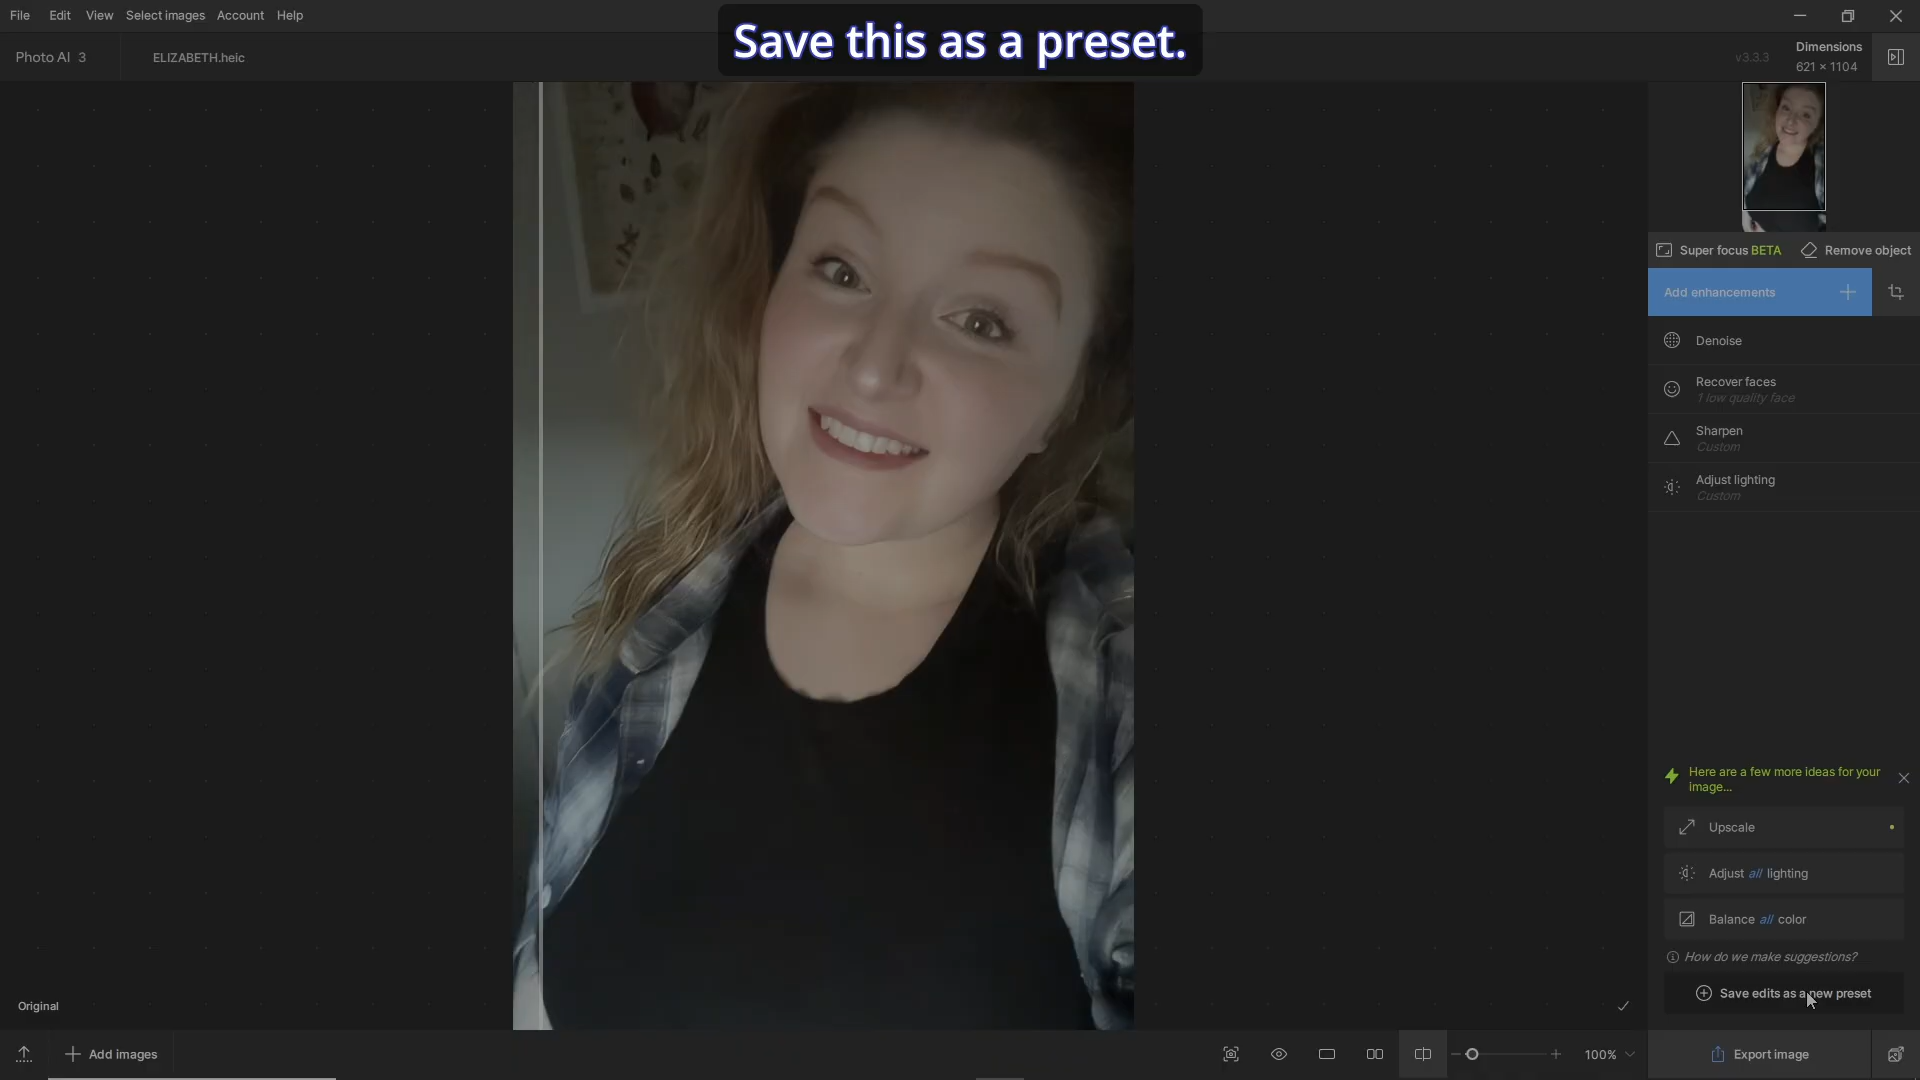 File Edit View Select images Account Help
Save this as a preset.
Photo AI 3 ELIZABETH.heic
v3.3.3
Dimensions
621 × 1104
Super focus BETA
Remove object
Add enhancements
Denoise
Recover faces
1 low quality face
Sharpen
Custom
Adjust lighting
Custom
Here are a few more ideas for your
image...
Upscale
Adjust all lighting
Balance all color
How do we make suggestions?
Save edits as a new preset
Original
Add images
100%
Export image